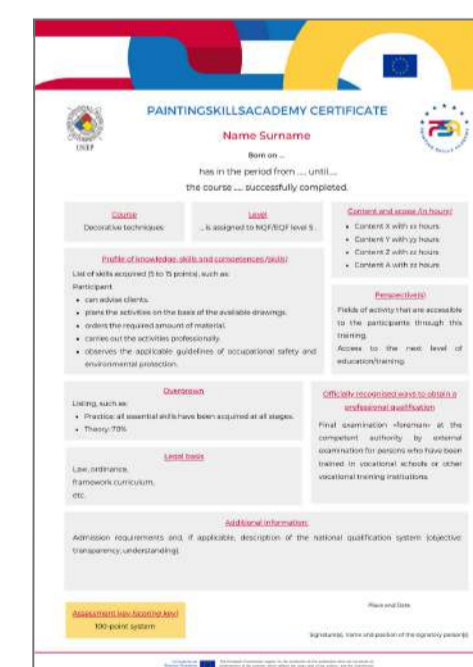 UNIEP
PAINTINGSKILLSACADEMY CERTIFICATE
PSA
Name Surname
Born on ...
has in the period from ...., until....
the course ..... successfully completed.
Course
Decorative techniques
Level
... is assigned to NQF/EQF level 5 .
Content and scope (in hours)
• Content X with xx hours
• Content Y with yy hours
• Content Z with zz hours
• Content A with zz hours
Profile of knowledge, skills and competences (skills)
List of skills acquired (5 to 15 points), such as:
Participant
• can advise clients.
• plans the activities on the basis of the available drawings.
• orders the required amount of material.
• carries out the activities professionally.
• observes the applicable guidelines of occupational safety and
environmental protection.
Perspective(s)
Fields of activity that are accessible
to the participants through this
training.
Access to the next level of
education/training.
Overgrown
Listing, such as:
• Practice: all essential skills have been acquired at all stages.
• Theory: 70%
Officially recognised ways to obtain a
professional qualification
Final examination «foreman» at the
competent authority by external
examination for persons who have been
trained in vocational schools or other
vocational training institutions.
Legal basis
Law, ordinance,
framework curriculum,
etc.
Additional information:
Admission requirements and, if applicable, description of the national qualification system (objective:
transparency, understanding)
Assessment key (scoring key)
100-point system
Place and Date
Signature(s), name and position of the signatory person(s)